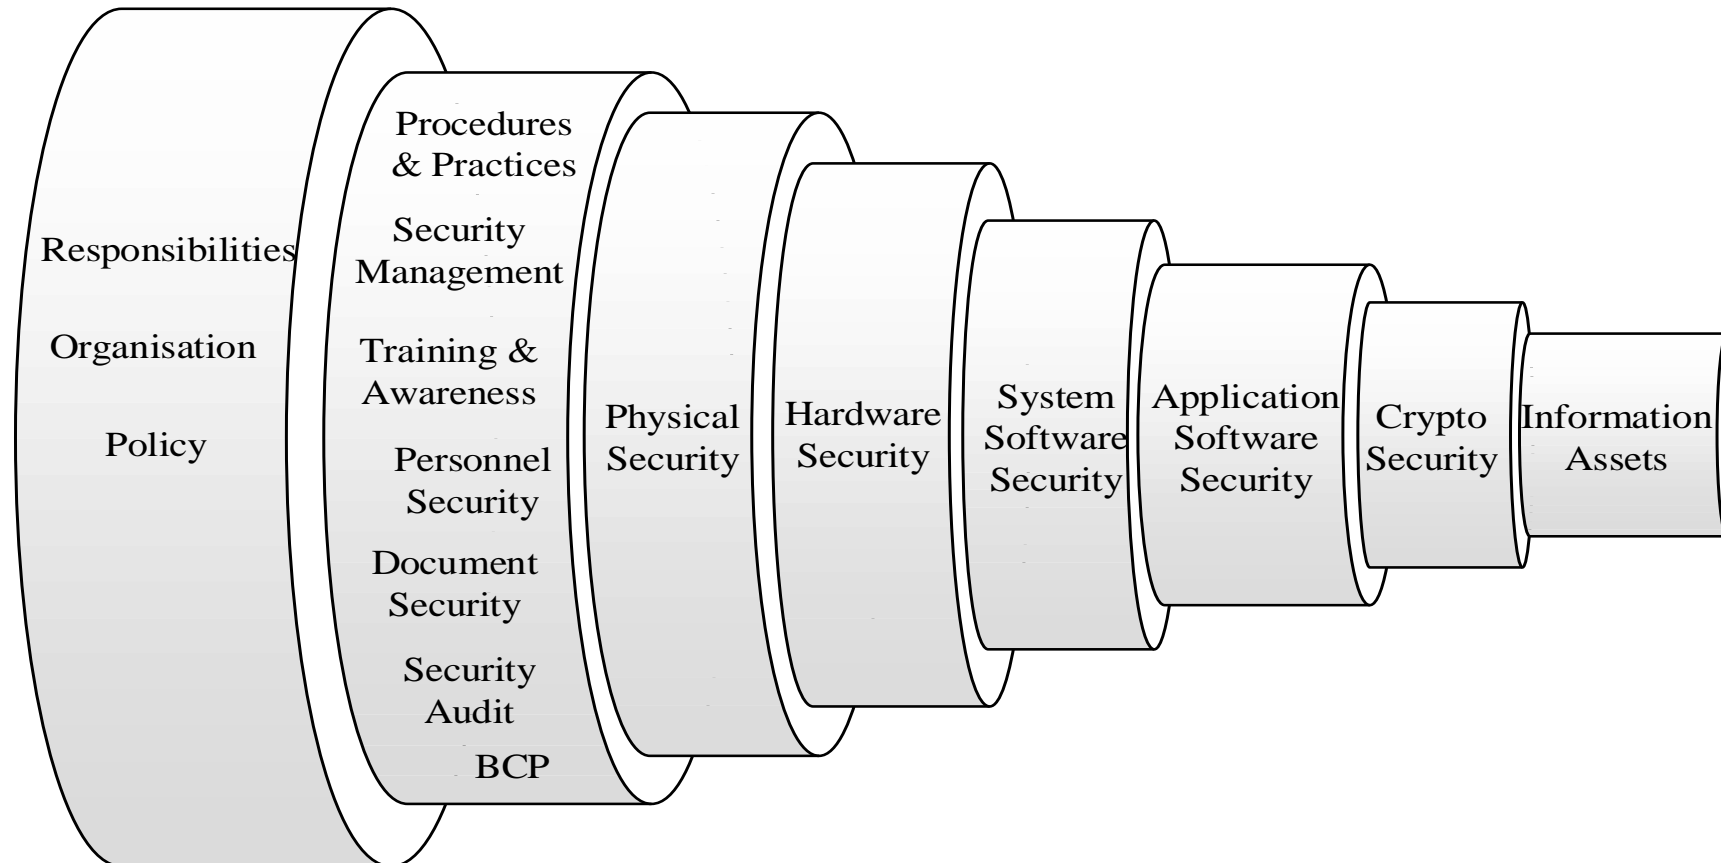 Responsibilities
Organisation
Policy
Procedures
& Practices
Security
Management
Training &
Awareness
Personnel
Security
Document
Security
Security
Audit
BCP
Physical
Security
Hardware
Security
System
Software
Security
Application
Software
Security
Crypto
Security
Information
Assets